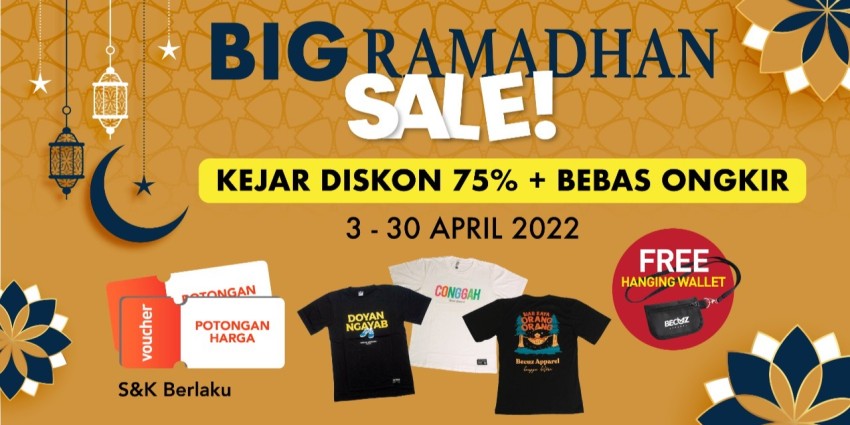 BIG RAMADHAN
SALE!
KEJAR DISKON 75% + BEBAS ONGKIR
3 - 30 APRIL 2022
POTONGAN
voucher
POTONGAN
HARGA
S&K Berlaku
DOYAN
NGAYAB
CONGGAH
ORANG
ORANG
Becuz Apparel
FREE
HANGING WALLET
BECUZ